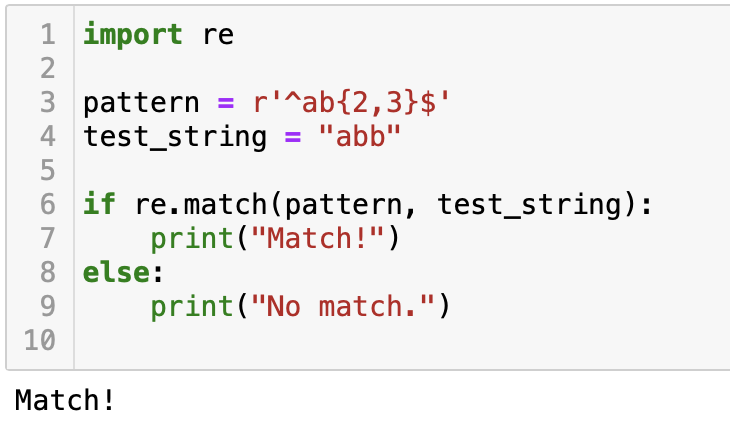 1 import re
2
3 pattern = r'^ab{2,3}$'
4 test_string = "abb"
5
6 if re.match(pattern, test_string):
7     print("Match!")
8 else:
9     print("No match.")
10
Match!